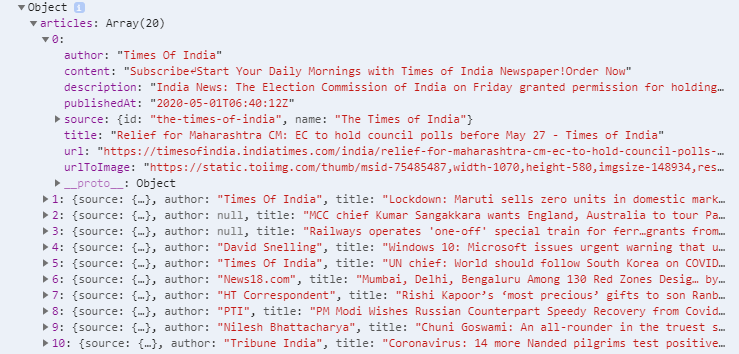 Object i
articles: Array(20)
0:
author: "Times Of India"
content: "Subscribe↵Start Your Daily Mornings with Times of India Newspaper!Order Now"
description: "India News: The Election Commission of India on Friday granted permission for holding…
publishedAt: "2020-05-01T06:40:12Z"
source: {id: "the-times-of-india", name: "The Times of India"}
title: "Relief for Maharashtra CM: EC to hold council polls before May 27 - Times of India"
url: "https://timesofindia.indiatimes.com/india/relief-for-maharashtra-cm-ec-to-hold-council-polls-…
urlToImage: "https://static.toiimg.com/thumb/msid-75485487,width-1070,height-580,imgsize-148934,res…
__proto__: Object
1: {source: {…}, author: "Times Of India", title: "Lockdown: Maruti sells zero units in domestic mark…
2: {source: {…}, author: null, title: "MCC chief Kumar Sangakkara wants England, Australia to tour Pa…
3: {source: {…}, author: null, title: "Railways operates 'one-off' special train for ferr…grants from…
4: {source: {…}, author: "David Snelling", title: "Windows 10: Microsoft issues urgent warning that u…
5: {source: {…}, author: "Times Of India", title: "UN chief: World should follow South Korea on COVID…
6: {source: {…}, author: "News18.com", title: "Mumbai, Delhi, Bengaluru Among 130 Red Zones Desig… by…
7: {source: {…}, author: "HT Correspondent", title: "Rishi Kapoor’s ‘most precious’ gifts to son Ranb…
8: {source: {…}, author: "PTI", title: "PM Modi Wishes Russian Counterpart Speedy Recovery from Covid…
9: {source: {…}, author: "Nilesh Bhattacharya", title: "Chuni Goswami: An all-rounder in the truest s…
10: {source: {…}, author: "Tribune India", title: "Coronavirus: 14 more Nanded pilgrims test positive…